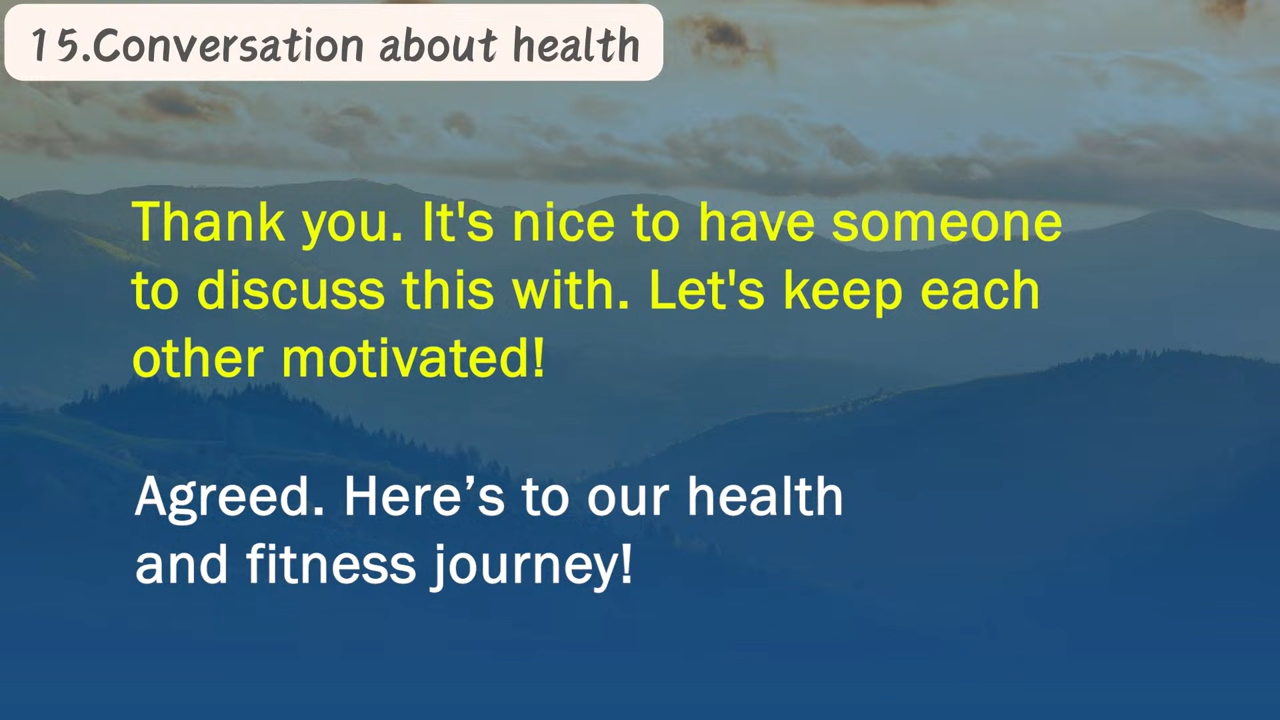 15.Conversation about health
Thank you. It's nice to have someone
to discuss this with. Let's keep each
other motivated!
Agreed. Here’s to our health
and fitness journey!